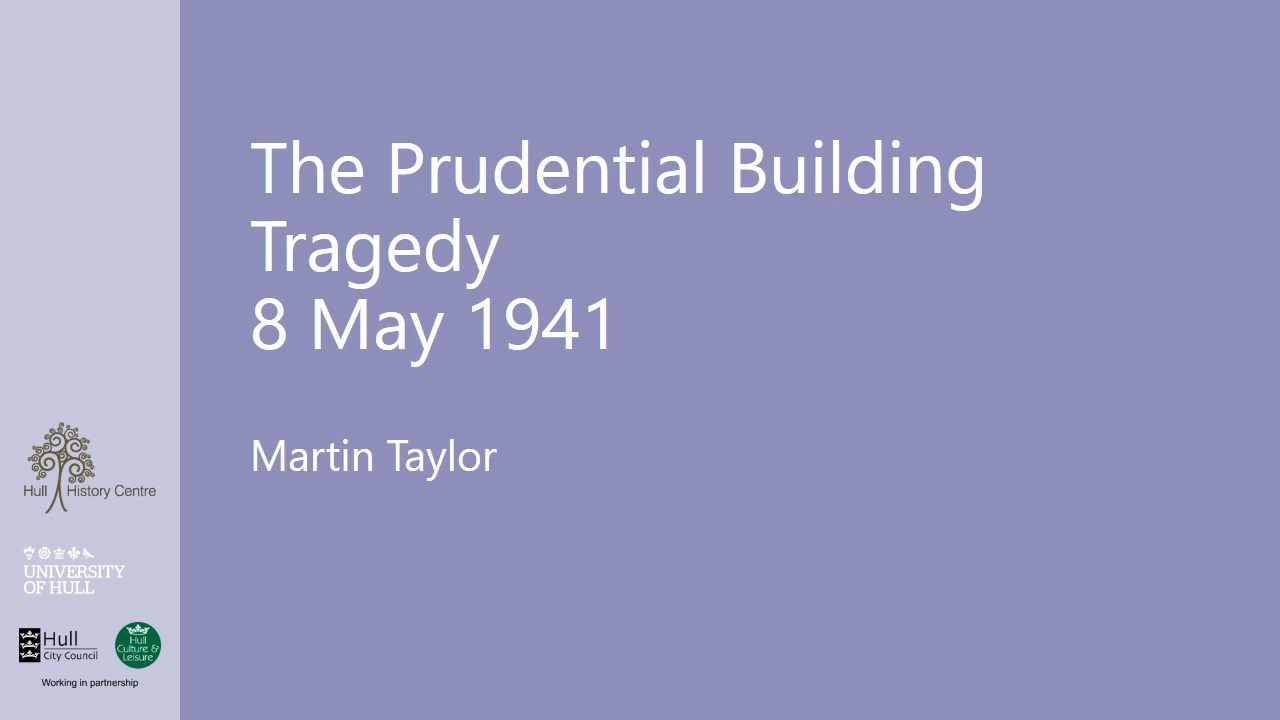 The Prudential Building
Tragedy
8 May 1941
Martin Taylor
Hull History Centre
UNIVERSITY
OF HULL
Hull
City Council
Hull
Culture &
Leisure
Working in partnership